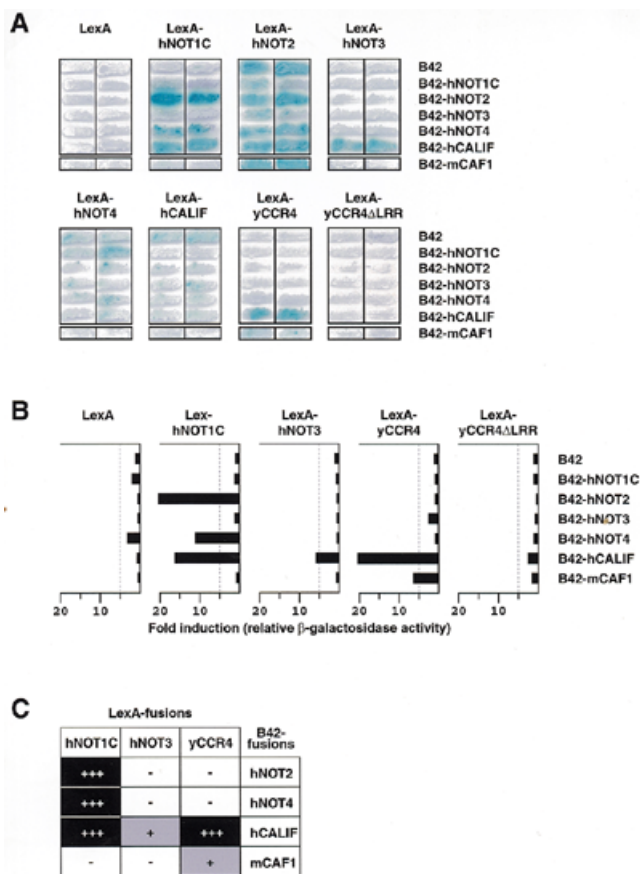 A
LexA
LexA-
hNOT1C
LexA-
hNOT2
LexA-
hNOT3
B42
B42-hNOT1C
B42-hNOT2
B42-hNOT3
B42-hNOT4
B42-hCALIF
B42-mCAF1
LexA-
hNOT4
LexA-
hCALIF
LexA-
yCCR4
LexA-
yCCR4ΔLRR
B42
B42-hNOT1C
B42-hNOT2
B42-hNOT3
B42-hNOT4
B42-hCALIF
B42-mCAF1
B
LexA
Lex-
hNOT1C
LexA-
hNOT3
LexA-
yCCR4
LexA-
yCCR4ΔLRR
B42
B42-hNOT1C
B42-hNOT2
B42-hNOT3
B42-hNOT4
B42-hCALIF
B42-mCAF1
20 10 20 10 20 10 20 10 20 10
Fold induction (relative β-galactosidase activity)
C
LexA-fusions
hNOT1C hNOT3 yCCR4 B42-
fusions
+++ - - hNOT2
+++ - - hNOT4
+++ + +++ hCALIF
- - + mCAF1